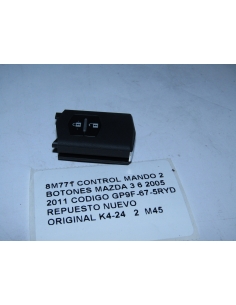 8M77T CONTROL MANDO 2
BOTONES MAZDA 3 6 2005
2011 CODIGO GP9F-67-5RYD
REPUESTO NUEVO
ORIGINAL K4-24 2 M45